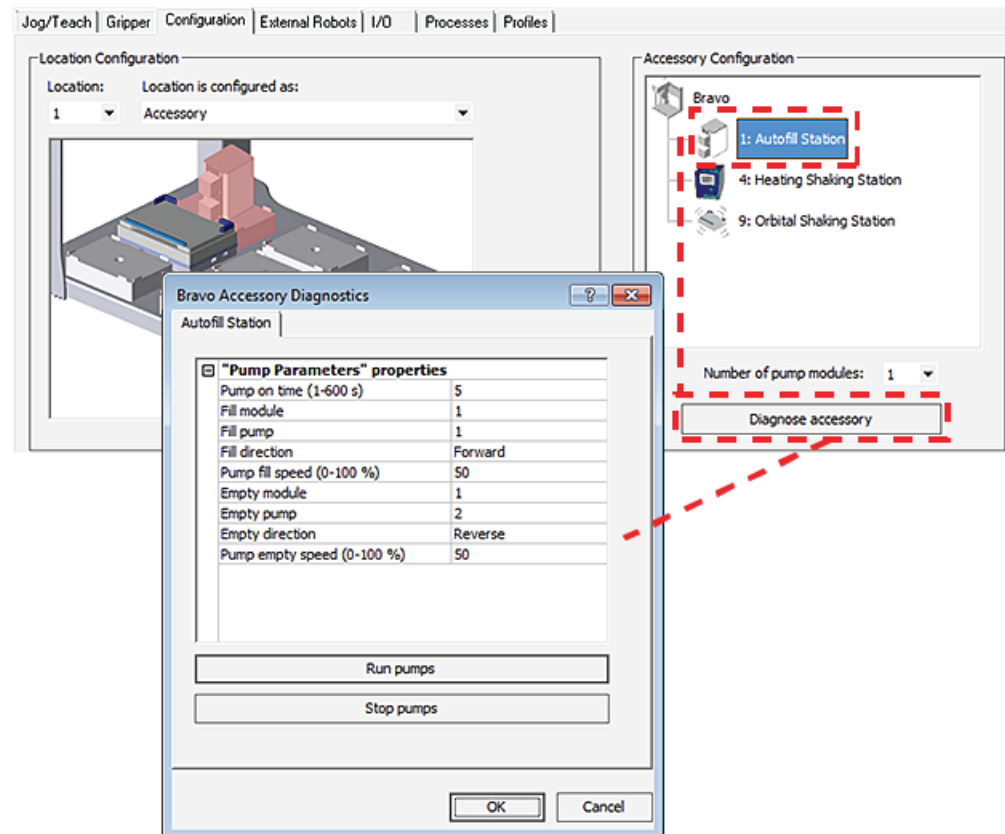 Jog/Teach Gripper Configuration External Robots I/O Processes Profiles
Location Configuration
Location: Location is configured as:
1 Accessory
Accessory Configuration
Bravo
1: Autofill Station
4: Heating Shaking Station
9: Orbital Shaking Station
Number of pump modules: 1
Diagnose accessory
Bravo Accessory Diagnostics
Autofill Station
"Pump Parameters" properties
Pump on time (1-600 s) 5
Fill module 1
Fill pump 1
Fill direction Forward
Pump fill speed (0-100 %) 50
Empty module 1
Empty pump 2
Empty direction Reverse
Pump empty speed (0-100 %) 50
Run pumps
Stop pumps
OK Cancel